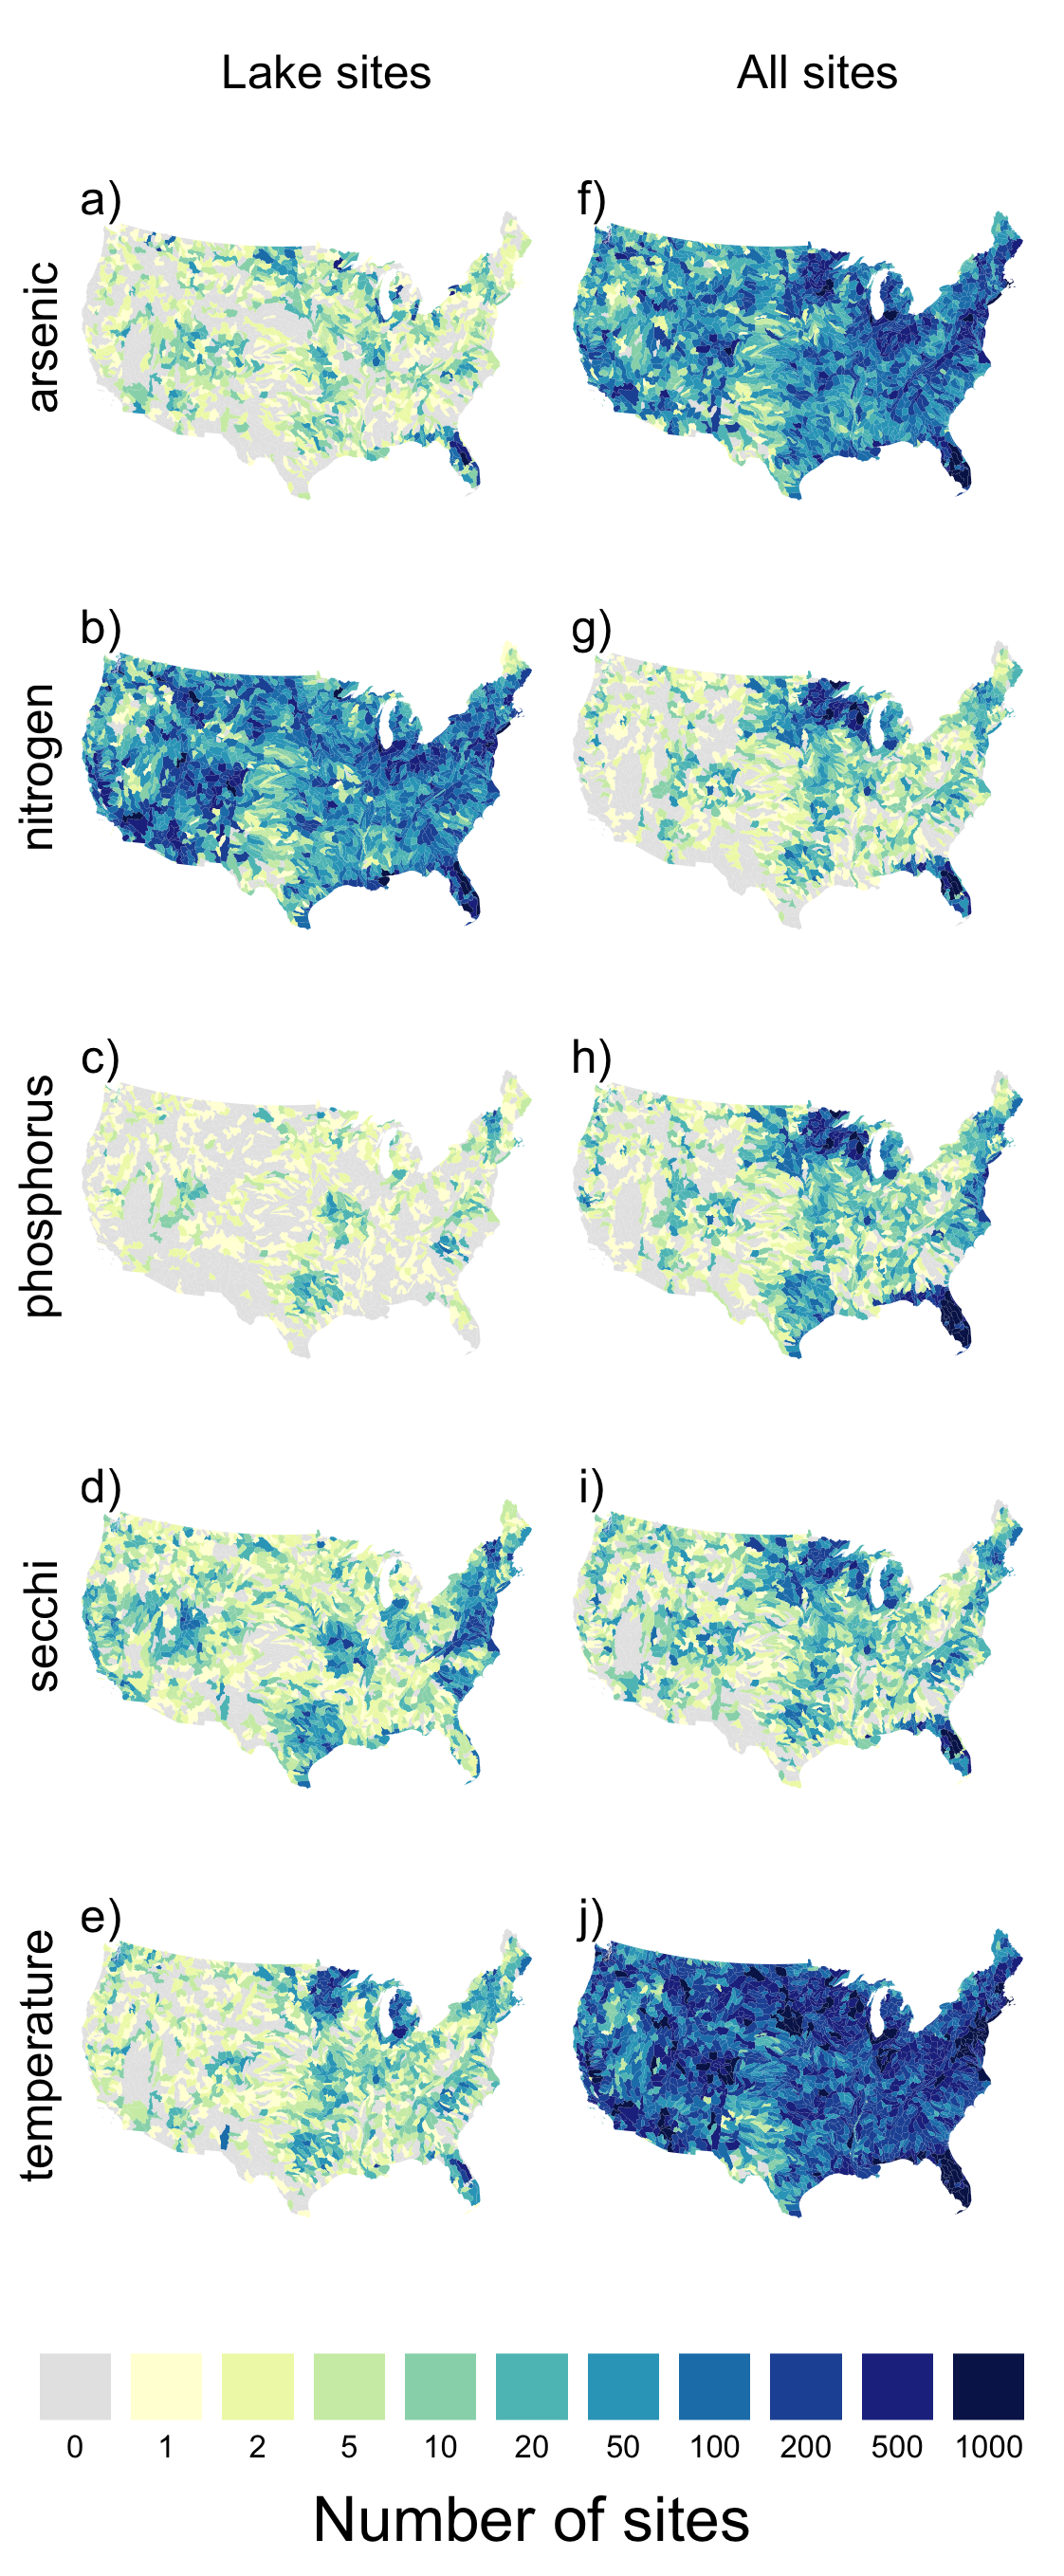 Lake sites
All sites
a)
f)
arsenic
b)
g)
nitrogen
c)
h)
phosphorus
d)
i)
secchi
e)
j)
temperature
0 1 2 5 10 20 50 100 200 500 1000
Number of sites